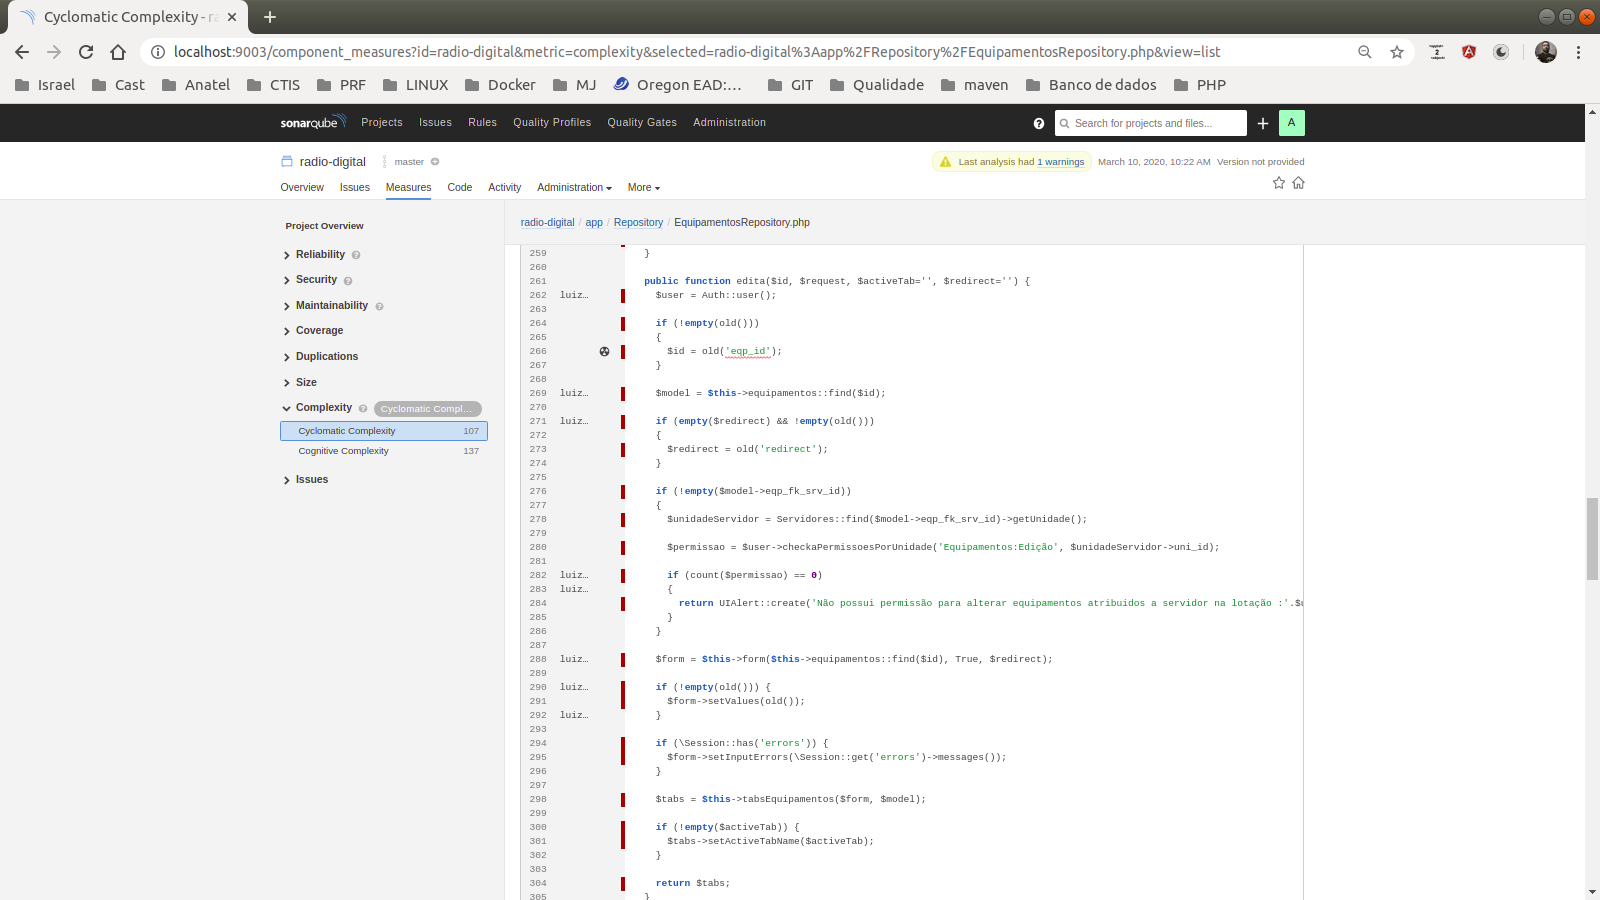 Cyclomatic Complexity - ra
localhost:9003/component_measures?id=radio-digital&metric=complexity&selected=radio-digital%3Aapp%2FRepository%2FEquipamentosRepository.php&view=list
Israel Cast Anatel CTIS PRF LINUX Docker MJ Oregon EAD:... GIT Qualidade maven Banco de dados PHP
sonarqube Projects Issues Rules Quality Profiles Quality Gates Administration Search for projects and files... A
radio-digital master Last analysis had 1 warnings March 10, 2020, 10:22 AM Version not provided
Overview Issues Measures Code Activity Administration More
Project Overview
Reliability
Security
Maintainability
Coverage
Duplications
Size
Complexity Cyclomatic Compl...
Cyclomatic Complexity 107
Cognitive Complexity 137
Issues
radio-digital / app / Repository / EquipamentosRepository.php
259 }
260
261 public function edita($id, $request, $activeTab='', $redirect='') {
262 luiz… $user = Auth::user();
263
264 if (!empty(old()))
265 {
266 $id = old('eqp_id');
267 }
268
269 luiz… $model = $this->equipamentos::find($id);
270
271 luiz… if (empty($redirect) && !empty(old()))
272 {
273 $redirect = old('redirect');
274 }
275
276 if (!empty($model->eqp_fk_srv_id))
277 {
278 $unidadeServidor = Servidores::find($model->eqp_fk_srv_id)->getUnidade();
279
280 $permissao = $user->checkaPermissoesPorUnidade('Equipamentos:Edição', $unidadeServidor->uni_id);
281
282 luiz… if (count($permissao) == 0)
283 luiz… {
284 return UIAlert::create('Não possui permissão para alterar equipamentos atribuidos a servidor na lotação :'.$u
285 }
286 }
287
288 luiz… $form = $this->form($this->equipamentos::find($id), True, $redirect);
289
290 luiz… if (!empty(old())) {
291 $form->setValues(old());
292 luiz… }
293
294 if (\Session::has('errors')) {
295 $form->setInputErrors(\Session::get('errors')->messages());
296 }
297
298 $tabs = $this->tabsEquipamentos($form, $model);
299
300 if (!empty($activeTab)) {
301 $tabs->setActiveTabName($activeTab);
302 }
303
304 return $tabs;
305 }